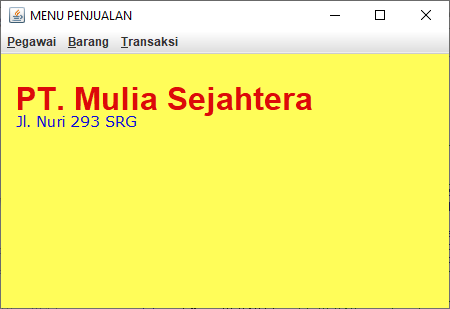 MENU PENJUALAN
Pegawai Barang Transaksi
PT. Mulia Sejahtera
Jl. Nuri 293 SRG